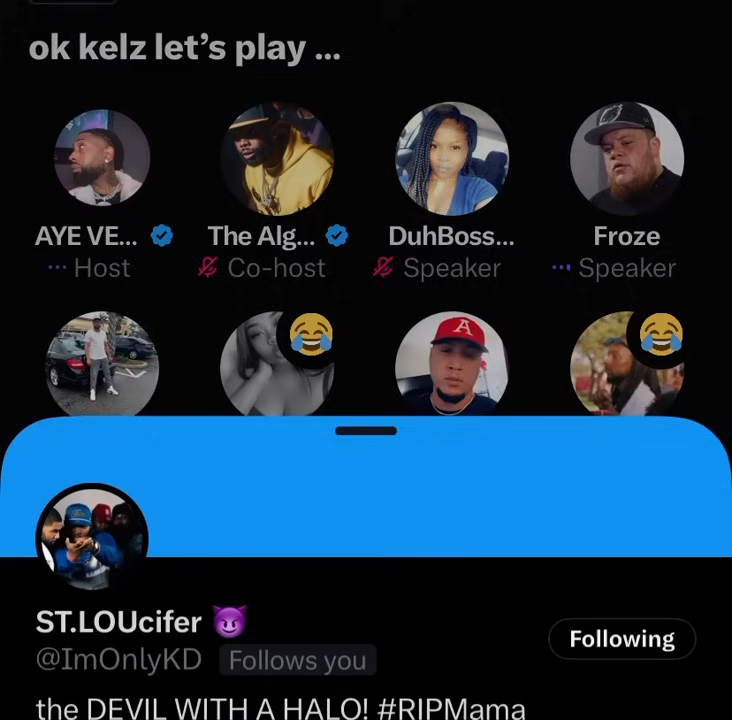 ok kelz let’s play ...
AYE VE... The Alg... DuhBoss... Froze
Host Co-host Speaker Speaker
A
ST.LOUcifer 😈
Following
@ImOnlyKD Follows you
the DEVIL WITH A HALO! #RIPMama